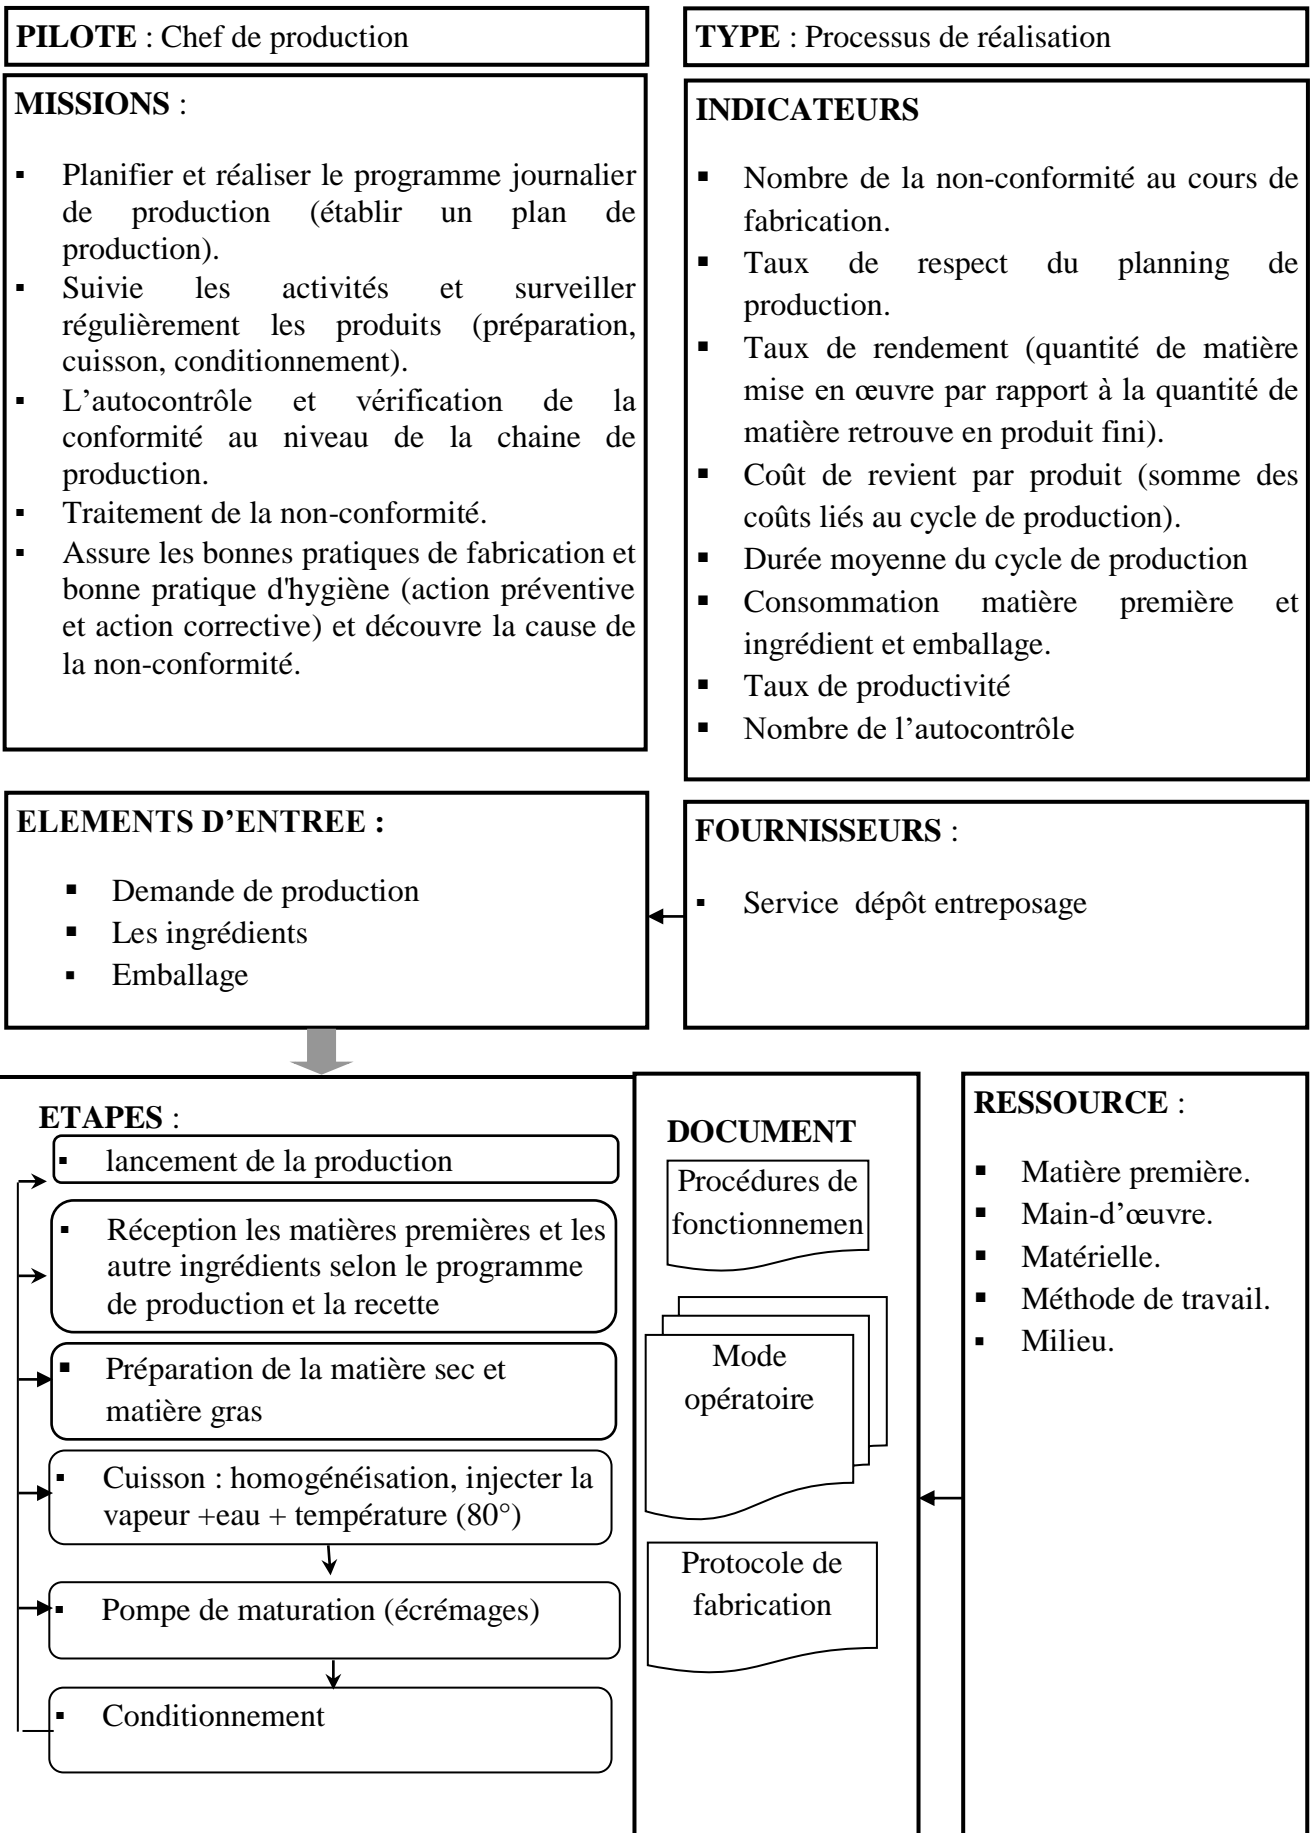 PILOTE : Chef de production
TYPE : Processus de réalisation
MISSIONS :
▪ Planifier et réaliser le programme journalier
de production (établir un plan de
production).
▪ Suivie les activités et surveiller
régulièrement les produits (préparation,
cuisson, conditionnement).
▪ L’autocontrôle et vérification de la
conformité au niveau de la chaine de
production.
▪ Traitement de la non-conformité.
▪ Assure les bonnes pratiques de fabrication et
bonne pratique d'hygiène (action préventive
et action corrective) et découvre la cause de
la non-conformité.
INDICATEURS
▪ Nombre de la non-conformité au cours de
fabrication.
▪ Taux de respect du planning de
production.
▪ Taux de rendement (quantité de matière
mise en œuvre par rapport à la quantité de
matière retrouve en produit fini).
▪ Coût de revient par produit (somme des
coûts liés au cycle de production).
▪ Durée moyenne du cycle de production
▪ Consommation matière première et
ingrédient et emballage.
▪ Taux de productivité
▪ Nombre de l’autocontrôle
ELEMENTS D’ENTREE :
▪ Demande de production
▪ Les ingrédients
▪ Emballage
FOURNISSEURS :
▪ Service dépôt entreposage
ETAPES :
▪ lancement de la production
▪ Réception les matières premières et les
autre ingrédients selon le programme
de production et la recette
▪ Préparation de la matière sec et
matière gras
▪ Cuisson : homogénéisation, injecter la
vapeur +eau + température (80°)
▪ Pompe de maturation (écrémages)
▪ Conditionnement
DOCUMENT
Procédures de
fonctionnemen
Mode
opératoire
Protocole de
fabrication
RESSOURCE :
▪ Matière première.
▪ Main-d’œuvre.
▪ Matérielle.
▪ Méthode de travail.
▪ Milieu.